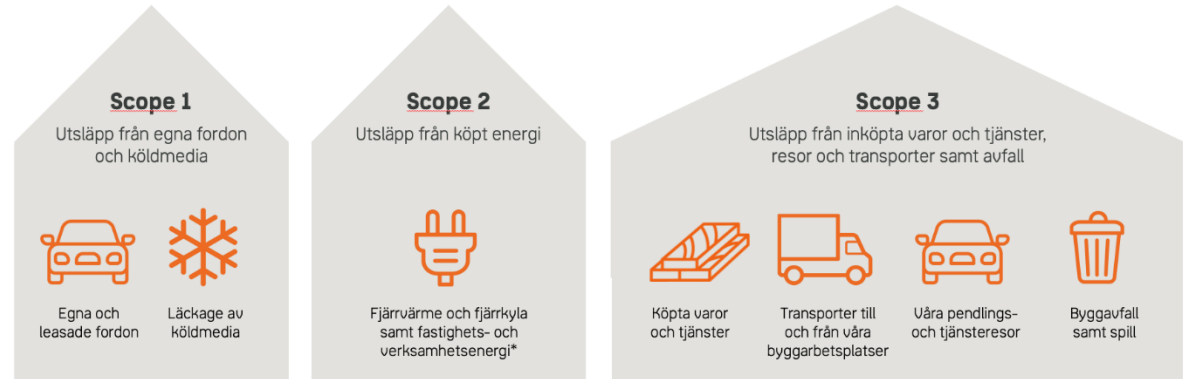 Scope 1
Utsläpp från egna fordon
och köldmedia
Egna och
leasade fordon
Läckage av
köldmedia
Scope 2
Utsläpp från köpt energi
Fjärrvärme och fjärrkyla
samt fastighets- och
verksamhetsenergi*
Scope 3
Utsläpp från inköpta varor och tjänster,
resor och transporter samt avfall
Köpta varor
och tjänster
Transporter till
och från våra
byggarbetsplatser
Våra pendlings-
och tjänsteresor
Byggavfall
samt spill